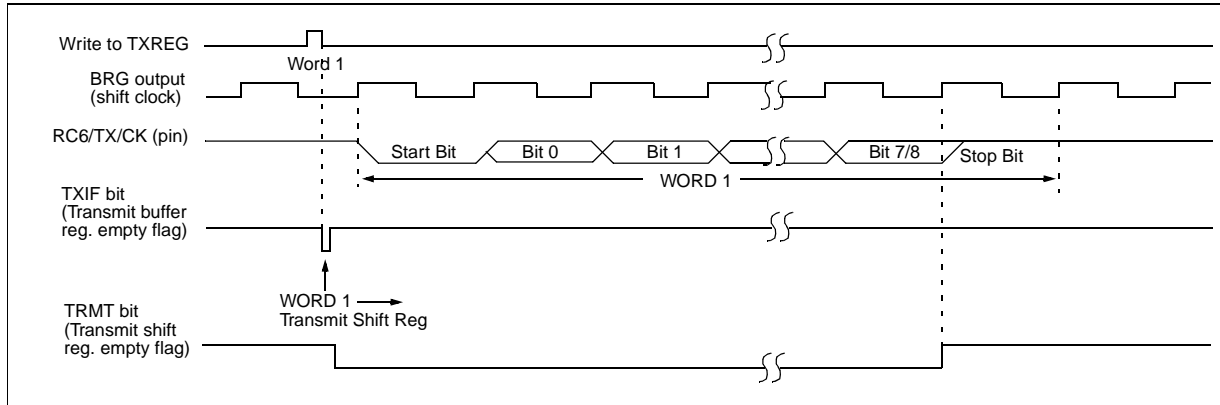 Write to TXREG
Word 1
BRG output
(shift clock)
RC6/TX/CK (pin)
Start Bit
Bit 0
Bit 1
Bit 7/8
Stop Bit
WORD 1
TXIF bit
(Transmit buffer
reg. empty flag)
WORD 1
Transmit Shift Reg
TRMT bit
(Transmit shift
reg. empty flag)